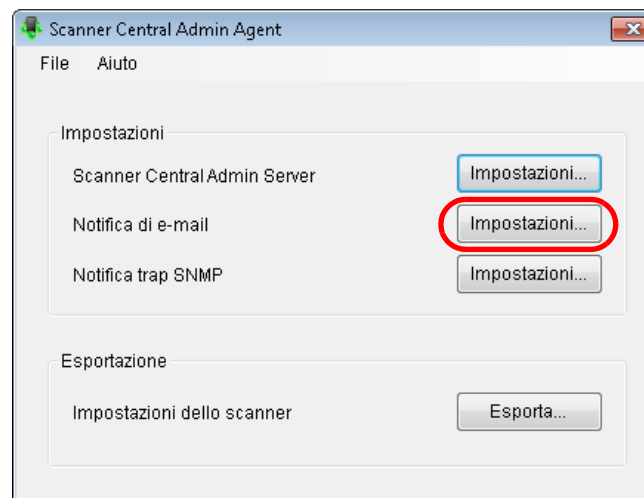 Scanner Central Admin Agent
File Aiuto
Impostazioni
Scanner Central Admin Server Impostazioni...
Notifica di e-mail Impostazioni...
Notifica trap SNMP Impostazioni...
Esportazione
Impostazioni dello scanner Esporta...